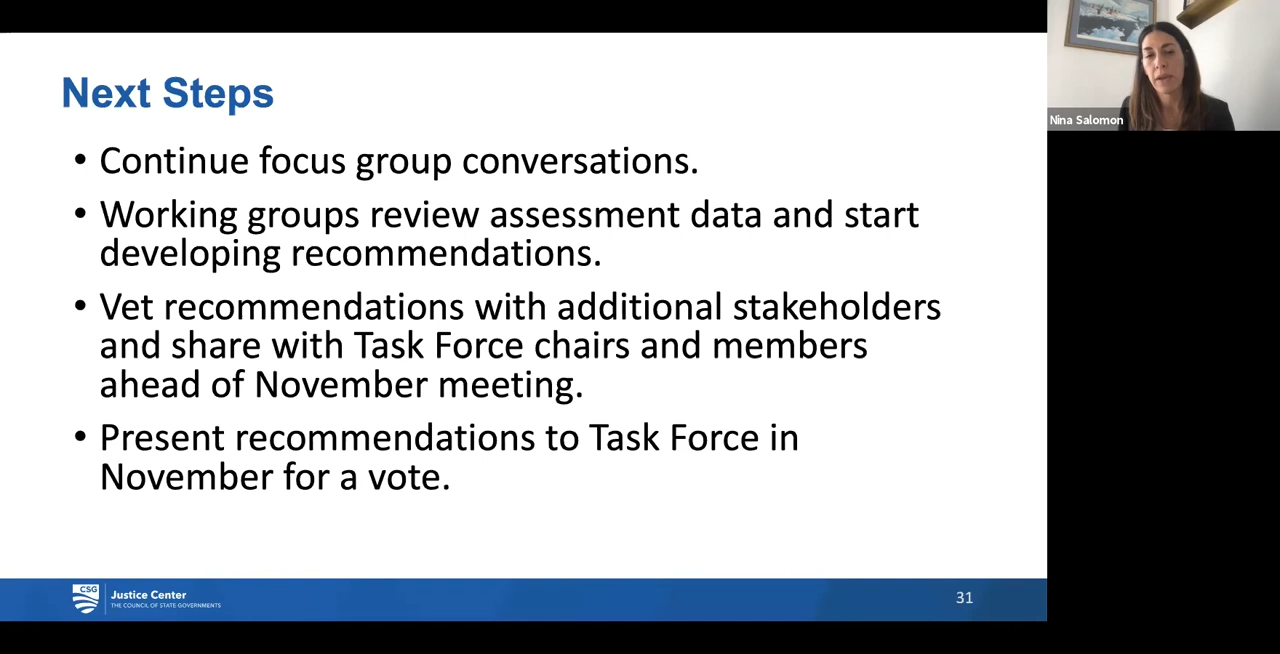 Next Steps
• Continue focus group conversations.
• Working groups review assessment data and start
developing recommendations.
• Vet recommendations with additional stakeholders
and share with Task Force chairs and members
ahead of November meeting.
• Present recommendations to Task Force in
November for a vote.
CSG
Justice Center
THE COUNCIL OF STATE GOVERNMENTS
31
Nina Salomon